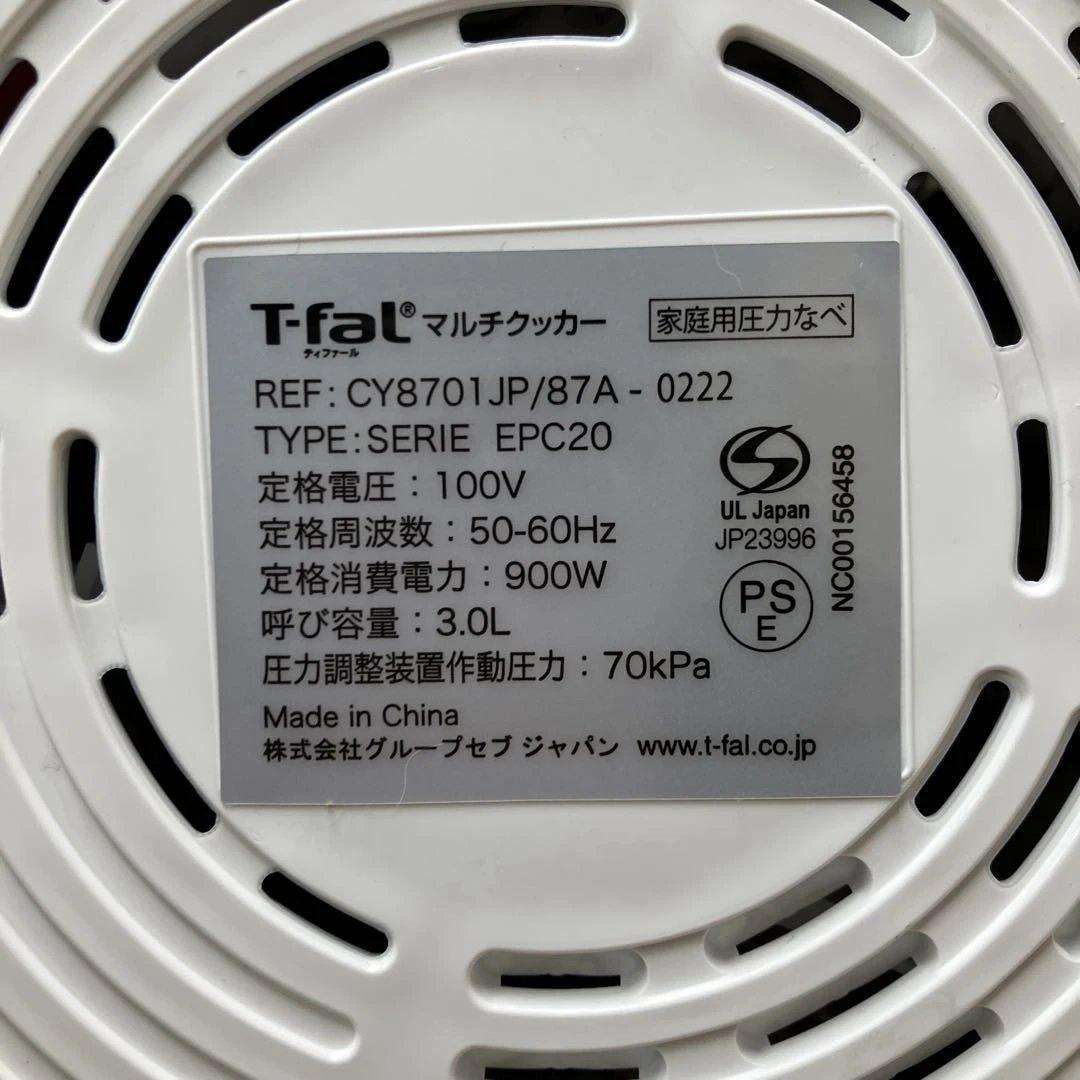 T-fal® マルチクッカー 家庭用圧力なべ
ティファール
REF: CY8701JP/87A - 0222
TYPE: SERIE EPC20
定格電圧：100V
定格周波数：50-60Hz
定格消費電力：900W
呼び容量：3.0L
圧力調整装置作動圧力：70kPa
Made in China
株式会社グループセブ ジャパン www.t-fal.co.jp
S
UL Japan
JP23996
PS
E
NC00156458